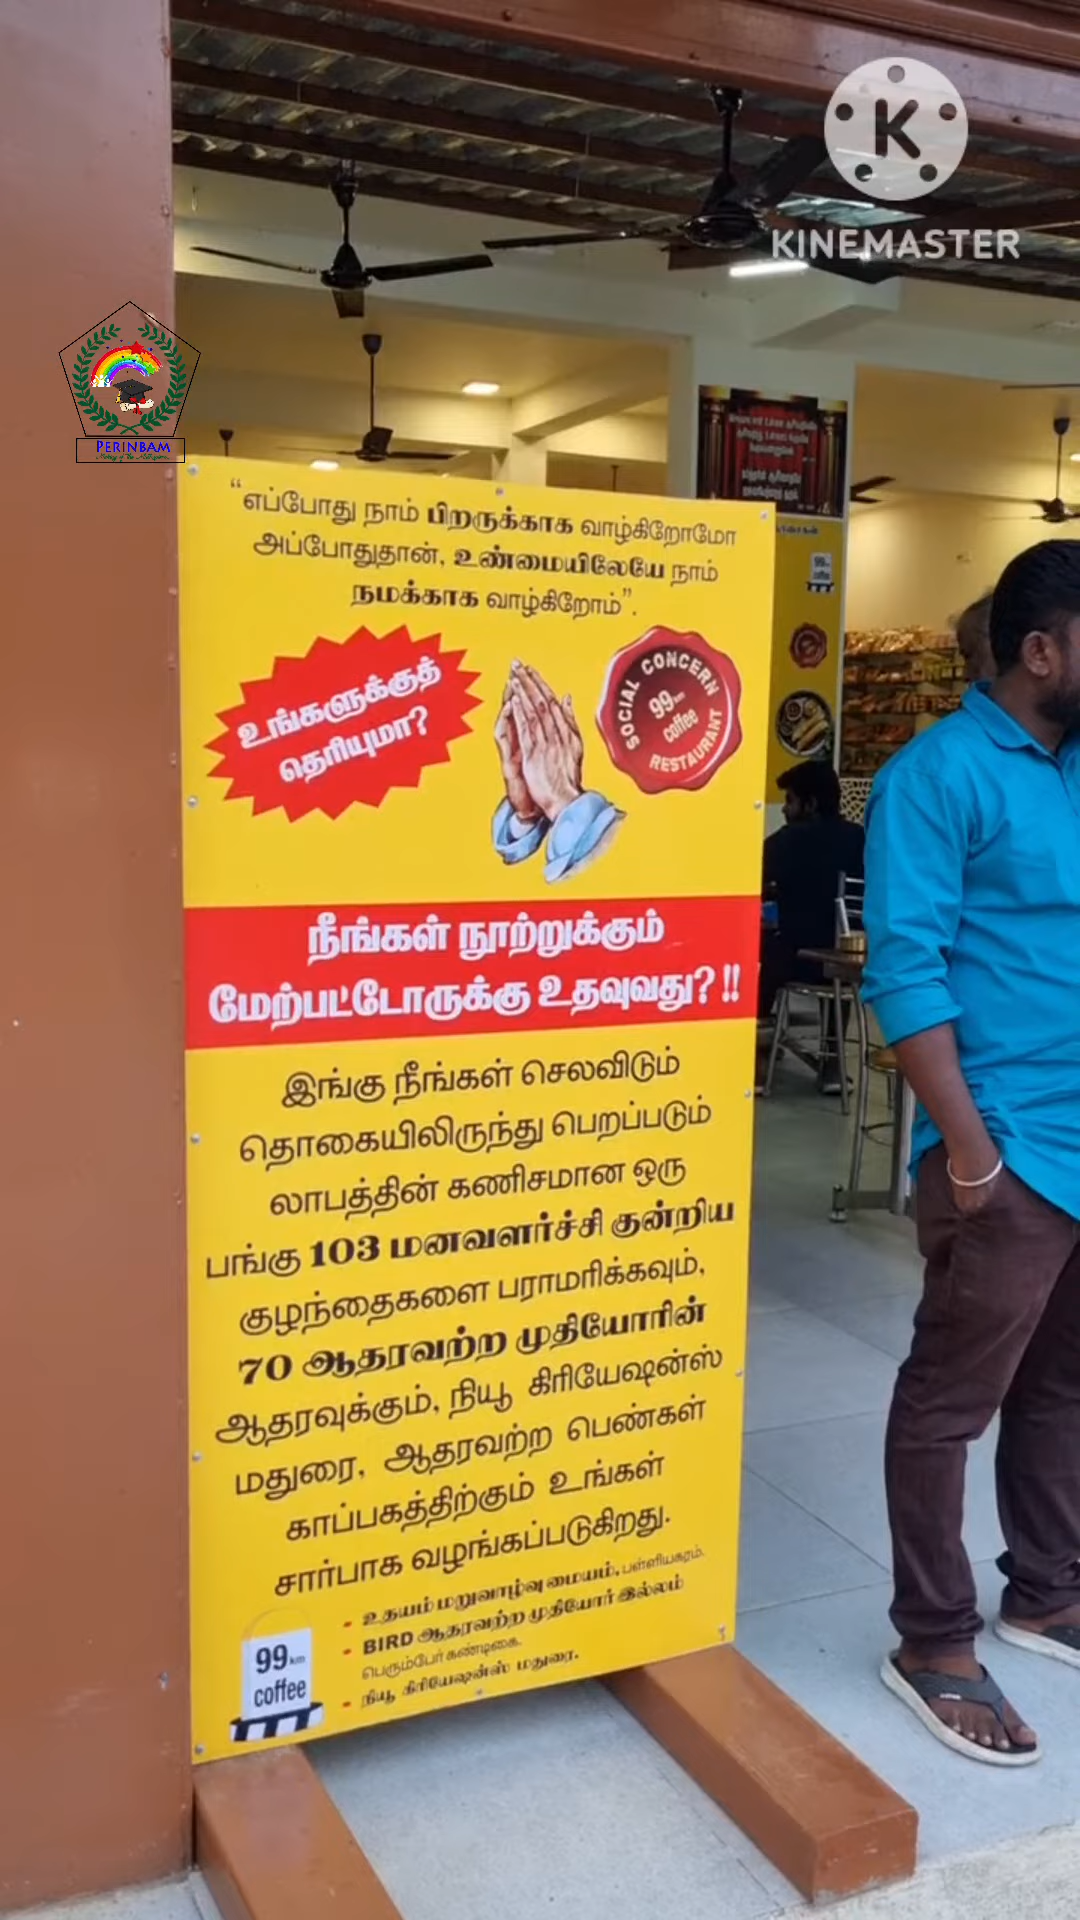 KINEMASTER
PERINBAM
“எப்போது நாம் பிறருக்காக வாழ்கிறோமோ
அப்போதுதான், உண்மையிலேயே நாம்
நமக்காக வாழ்கிறோம்”.
உங்களுக்குத்
தெரியுமா?
SOCIAL CONCERN
99km
coffee
RESTAURANT
நீங்கள் நூற்றுக்கும்
மேற்பட்டோருக்கு உதவுவது? !!
இங்கு நீங்கள் செலவிடும்
தொகையிலிருந்து பெறப்படும்
லாபத்தின் கணிசமான ஒரு
பங்கு 103 மனவளர்ச்சி குன்றிய
குழந்தைகளை பராமரிக்கவும்,
70 ஆதரவற்ற முதியோரின்
ஆதரவுக்கும், நியூ கிரியேஷன்ஸ்
மதுரை, ஆதரவற்ற பெண்கள்
காப்பகத்திற்கும் உங்கள்
சார்பாக வழங்கப்படுகிறது.
- உதயம் மறுவாழ்வு மையம், பள்ளியகரம்.
- BIRD ஆதரவற்ற முதியோர் இல்லம்
பெரும்பேர் கண்டிகை.
- நியூ கிரியேஷன்ஸ் மதுரை.
99km
coffee